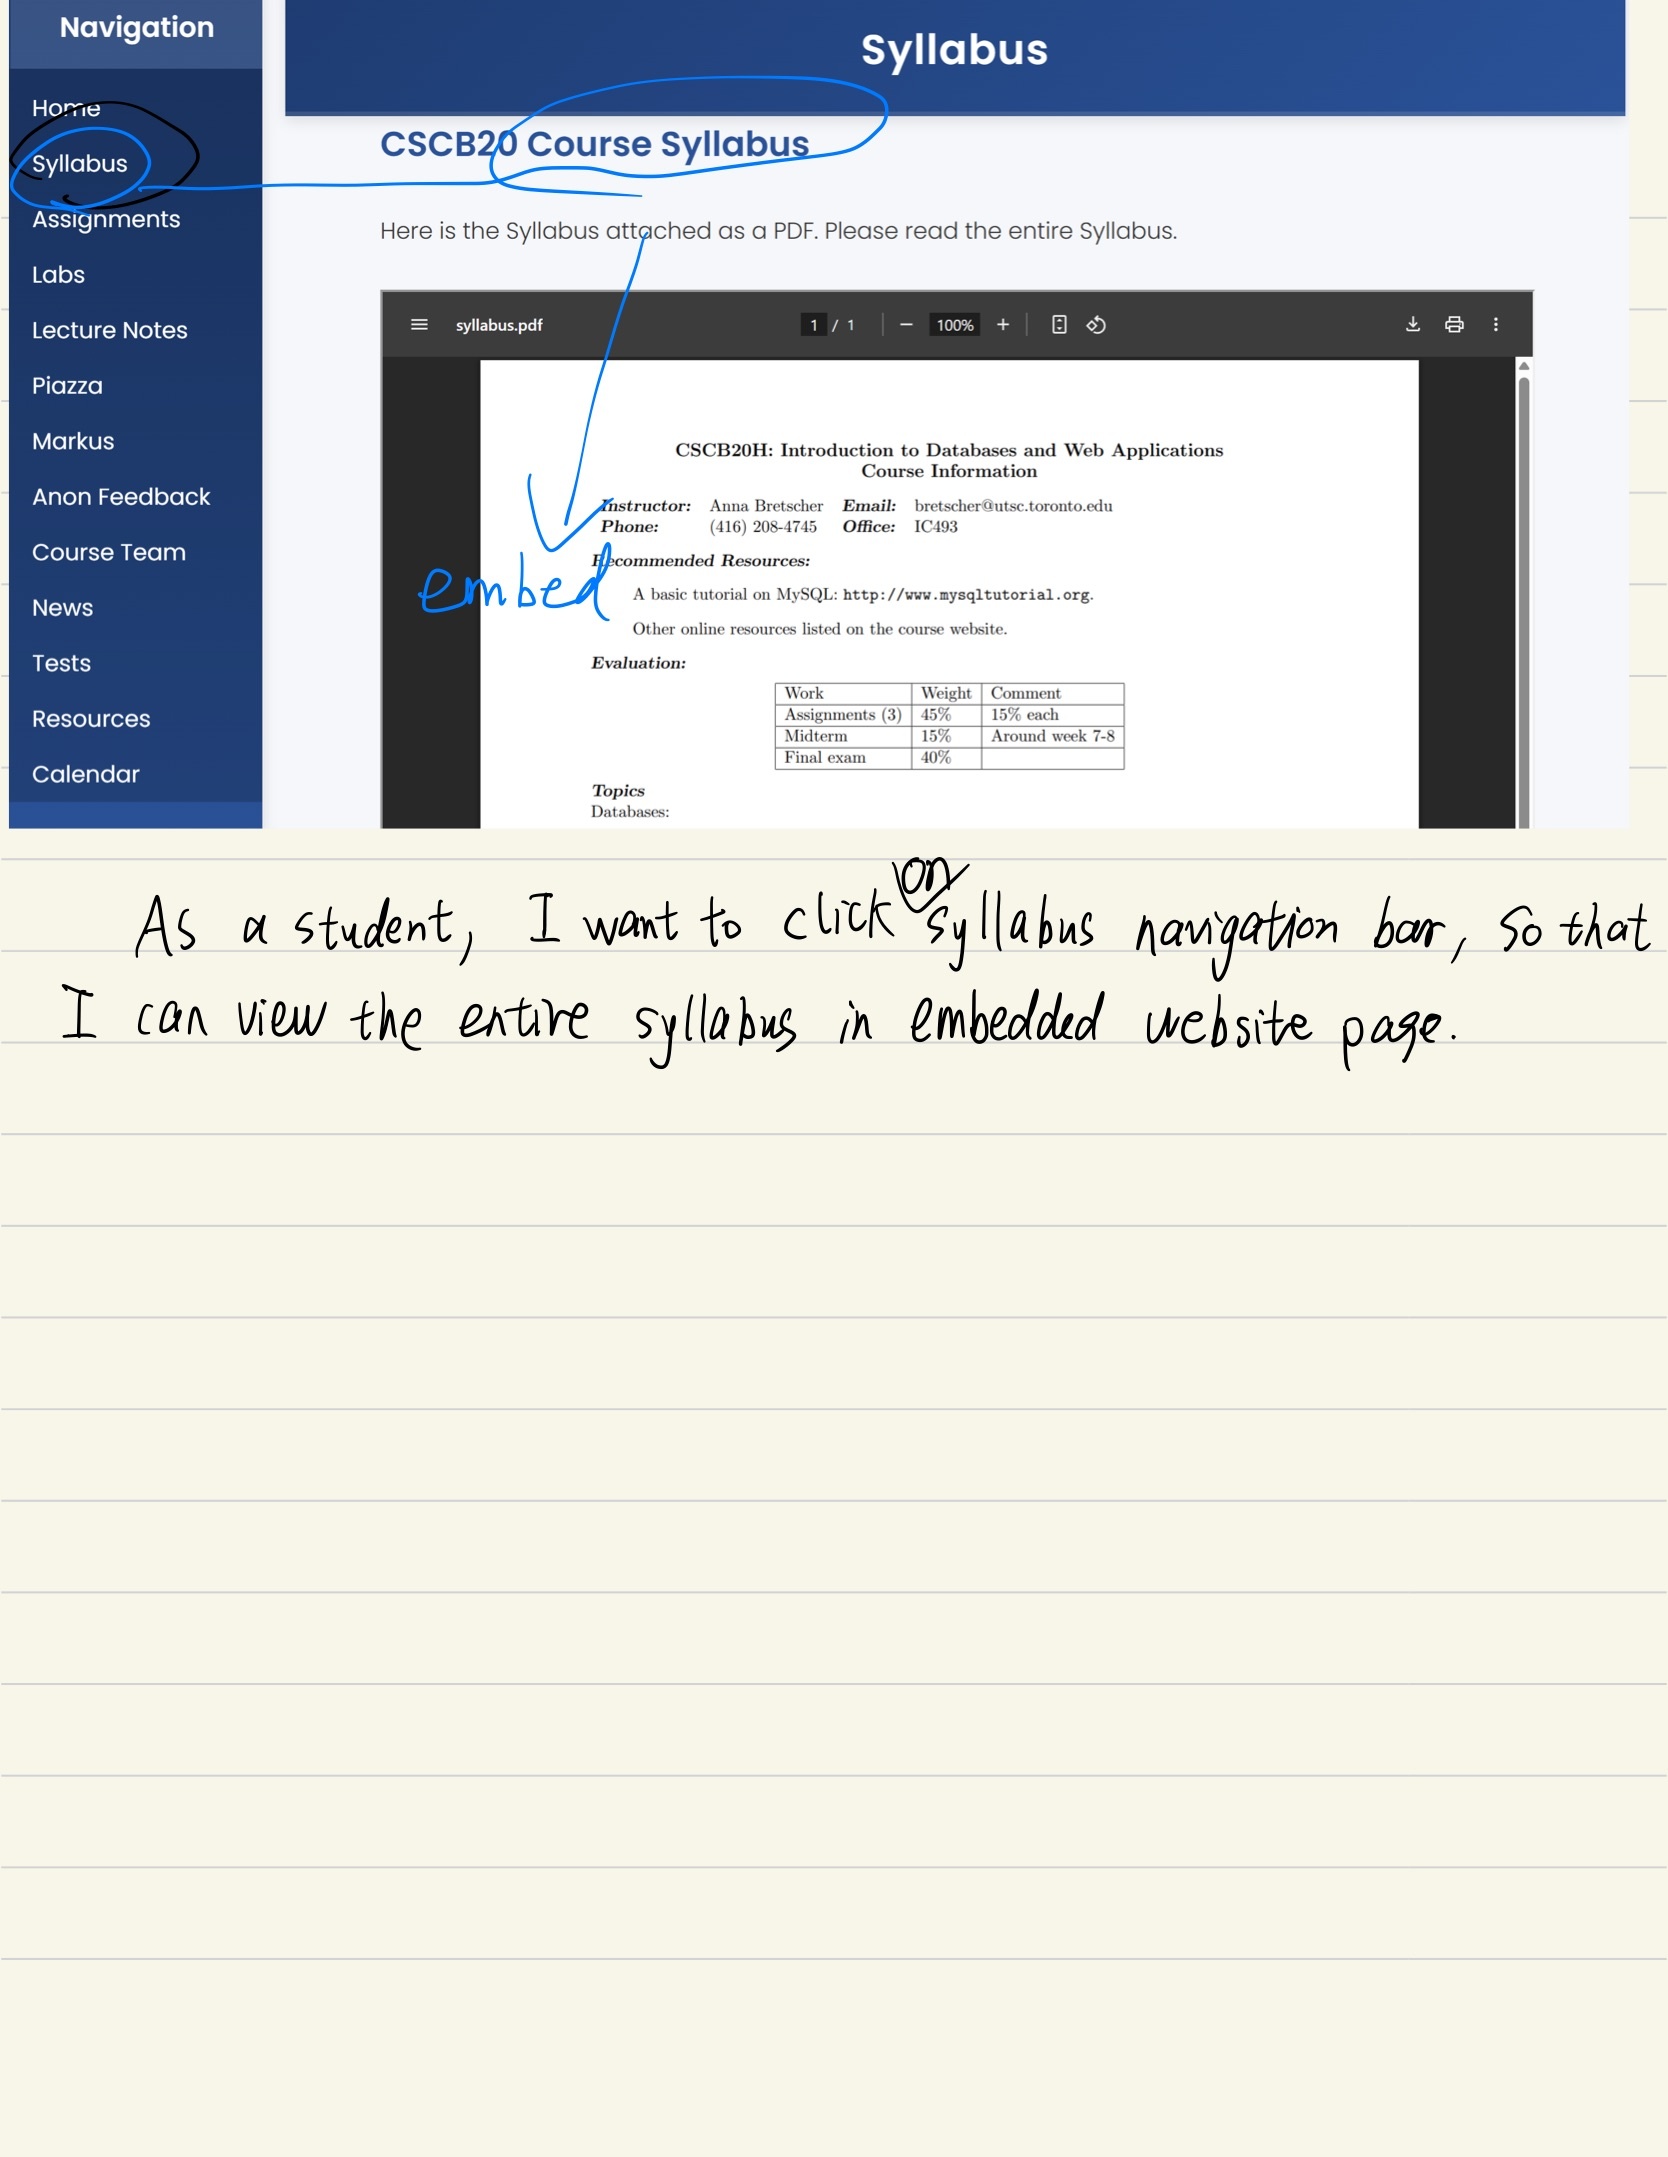 Navigation
Home
Syllabus
Assignments
Labs
Lecture Notes
Piazza
Markus
Anon Feedback
Course Team
News
Tests
Resources
Calendar
Syllabus
CSCB20 Course Syllabus
Here is the Syllabus attached as a PDF. Please read the entire Syllabus.
syllabus.pdf 1 / 1 − 100% +
CSCB20H: Introduction to Databases and Web Applications
Course Information
Instructor: Anna Bretscher Email: bretscher@utsc.toronto.edu
Phone: (416) 208-4745 Office: IC493
Recommended Resources:
embed
A basic tutorial on MySQL: http://www.mysqltutorial.org.
Other online resources listed on the course website.
Evaluation:
Work Weight Comment
Assignments (3) 45% 15% each
Midterm 15% Around week 7-8
Final exam 40%
Topics
Databases:
As a student, I want to click on syllabus navigation bar, so that
I can view the entire syllabus in embedded website page.